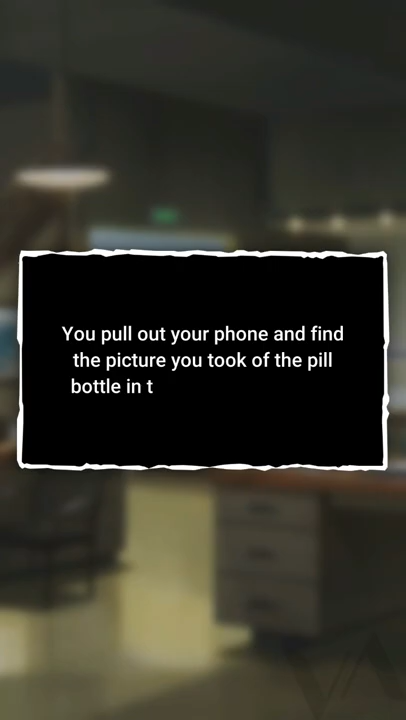 You pull out your phone and find
the picture you took of the pill
bottle in t